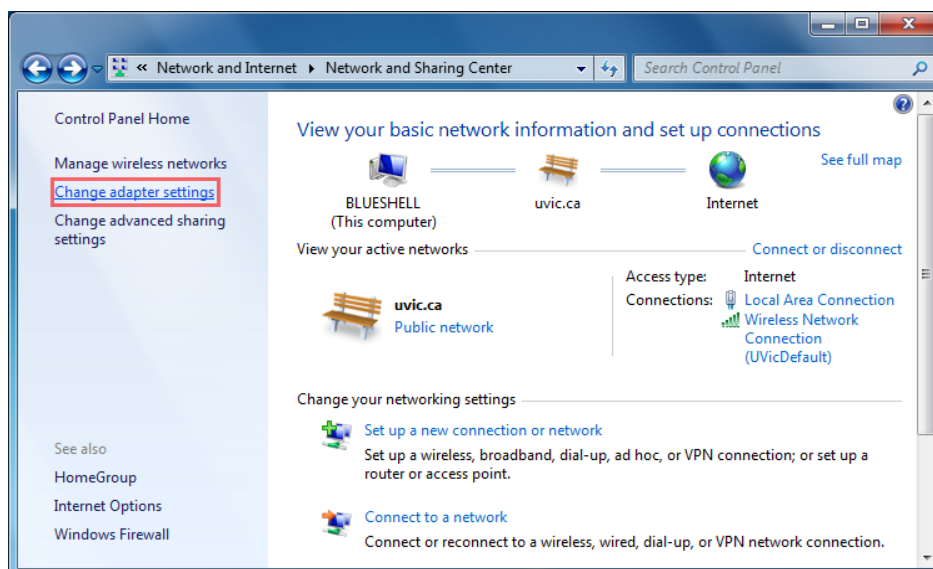 « Network and Internet ▸ Network and Sharing Center
Search Control Panel
Control Panel Home
Manage wireless networks
Change adapter settings
Change advanced sharing
settings
See also
HomeGroup
Internet Options
Windows Firewall
View your basic network information and set up connections
See full map
BLUESHELL
(This computer)
uvic.ca
Internet
View your active networks
Connect or disconnect
uvic.ca
Public network
Access type: Internet
Connections: Local Area Connection
Wireless Network
Connection
(UVicDefault)
Change your networking settings
Set up a new connection or network
Set up a wireless, broadband, dial-up, ad hoc, or VPN connection; or set up a
router or access point.
Connect to a network
Connect or reconnect to a wireless, wired, dial-up, or VPN network connection.